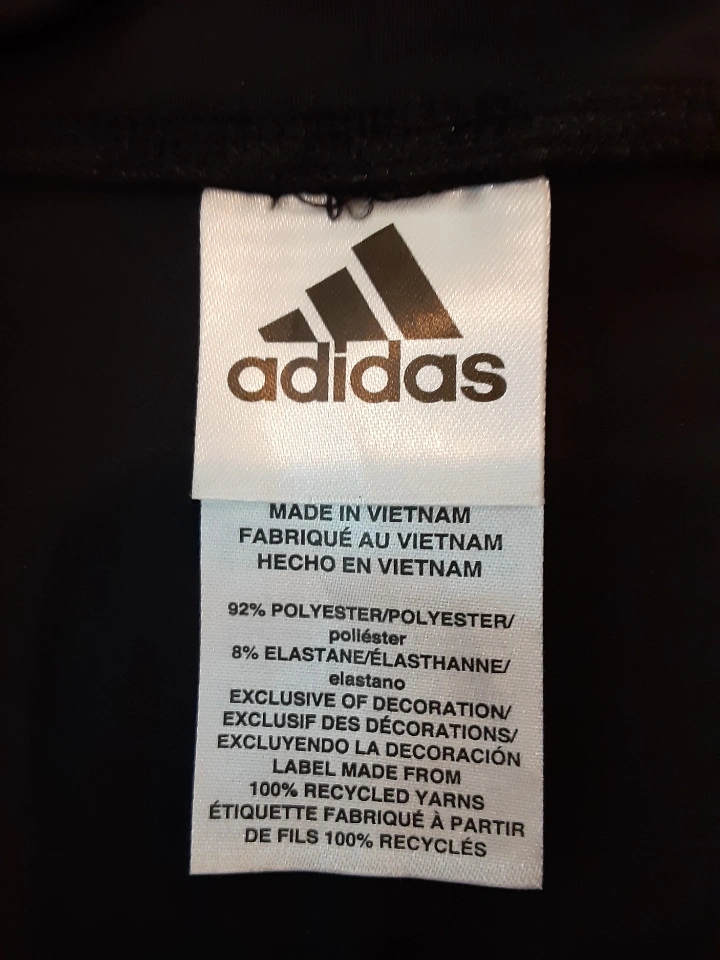 adidas
MADE IN VIETNAM
FABRIQUÉ AU VIETNAM
HECHO EN VIETNAM
92% POLYESTER/POLYESTER/
poliéster
8% ELASTANE/ÉLASTHANNE/
elastano
EXCLUSIVE OF DECORATION/
EXCLUSIF DES DÉCORATIONS/
EXCLUYENDO LA DECORACIÓN
LABEL MADE FROM
100% RECYCLED YARNS
ÉTIQUETTE FABRIQUÉ À PARTIR
DE FILS 100% RECYCLÉS